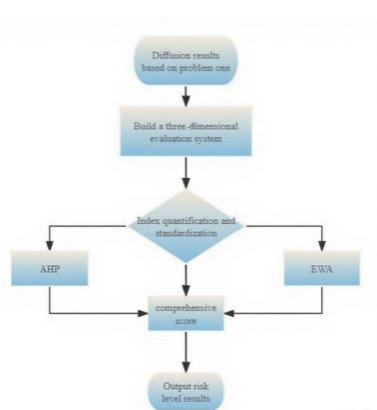 Diffusion results
based on problem one
Build a three-dimensional
evaluation system
Index quantification and
standardization
AHP
EWA
comprehensive
score
Output risk
level results